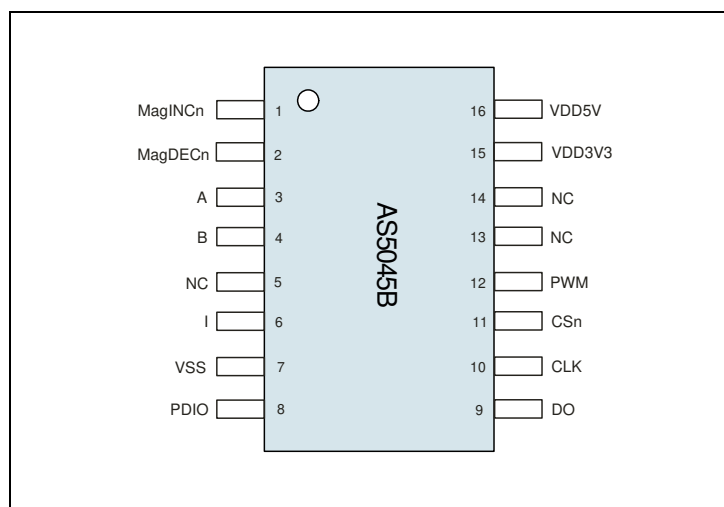 MagINCn 1 16 VDD5V
MagDECn 2 15 VDD3V3
A 3 14 NC
B 4 13 NC
NC 5 12 PWM
I 6 11 CSn
VSS 7 10 CLK
PDIO 8 9 DO
AS5045B